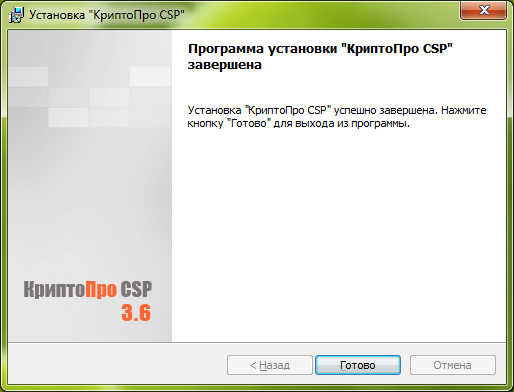 Установка "КриптоПро CSP"
Программа установки "КриптоПро CSP"
завершена
Установка "КриптоПро CSP" успешно завершена. Нажмите
кнопку "Готово" для выхода из программы.
КриптоПро CSP
3.6
< Назад
Готово
Отмена